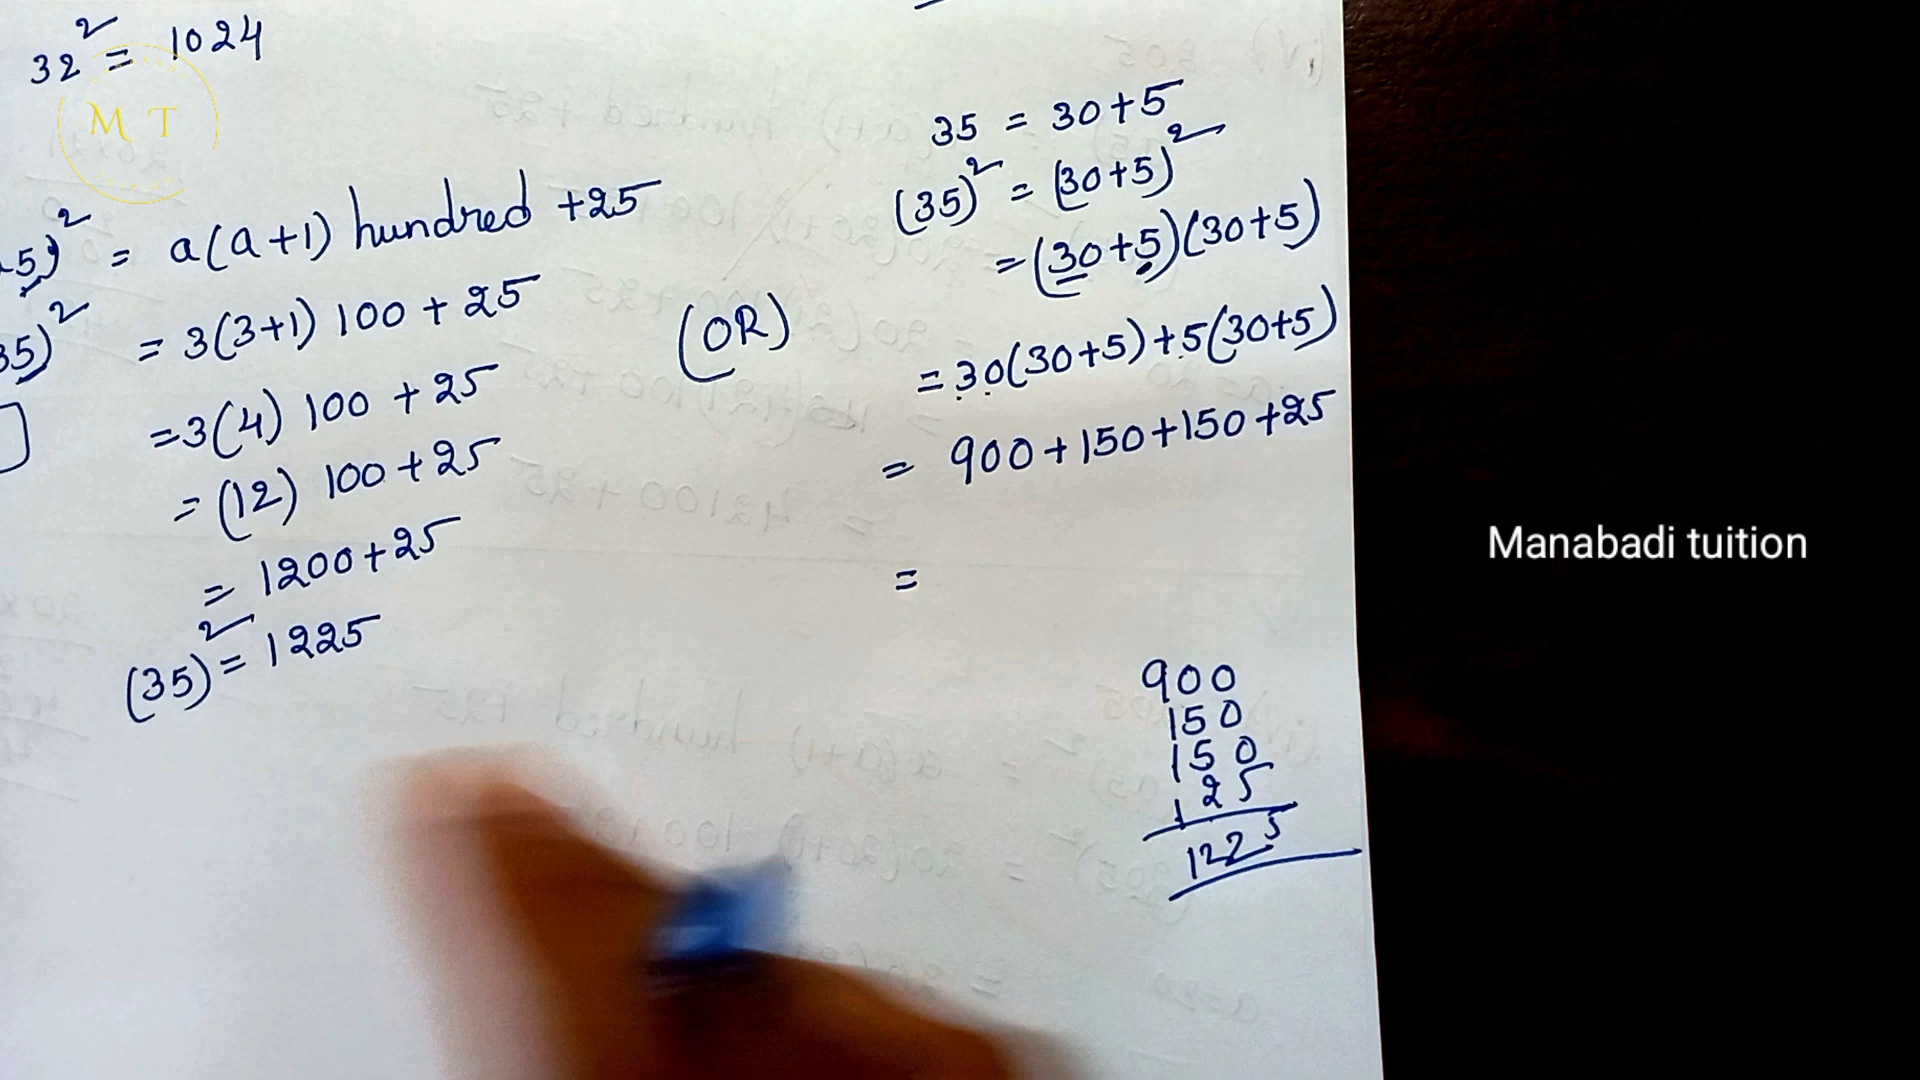 32² = 1024
M T
5)² = a(a+1) hundred +25
35)² = 3(3+1) 100 + 25
=3(4) 100 + 25
= (12) 100 + 25
= 1200 + 25
(35)² = 1225
(OR)
35 = 30+5
(35)² = (30+5)²
= (30+5)(30+5)
= 30(30+5)+5(30+5)
= 900+150+150+25
=
900
150
150
25
1
1225
Manabadi tuition